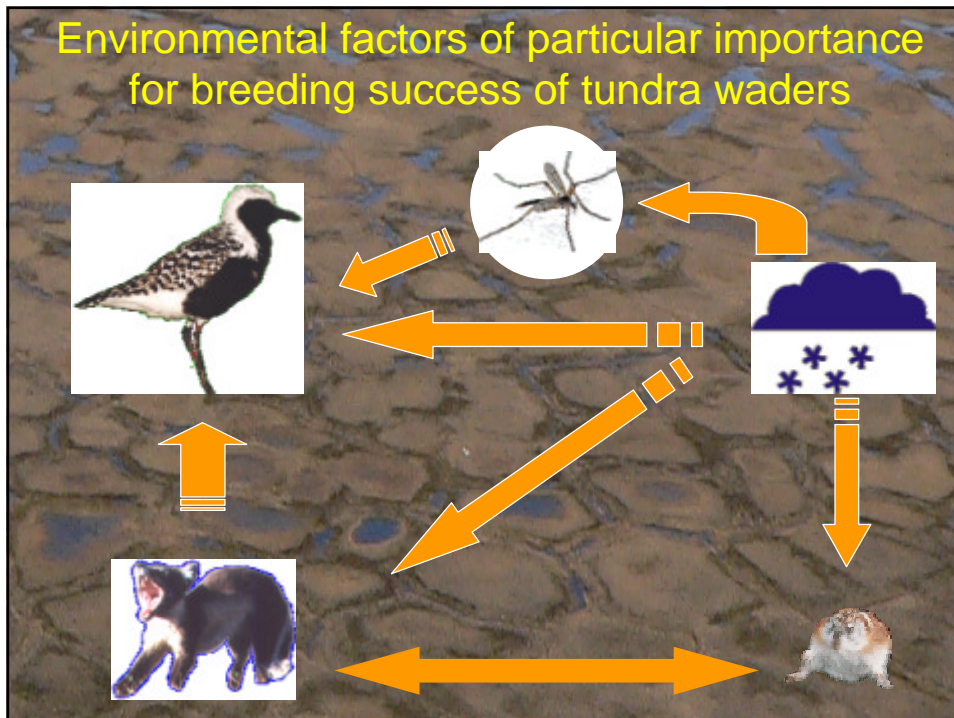 Environmental factors of particular importance
for breeding success of tundra waders